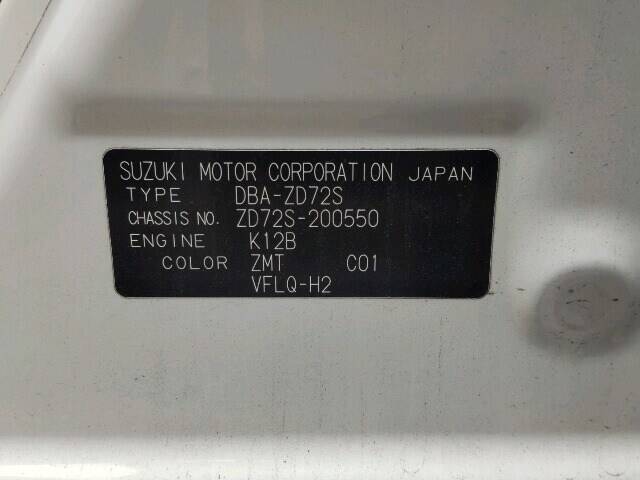 SUZUKI MOTOR CORPORATION JAPAN
TYPE DBA-ZD72S
CHASSIS NO. ZD72S-200550
ENGINE K12B
COLOR ZMT C01
VFLQ-H2